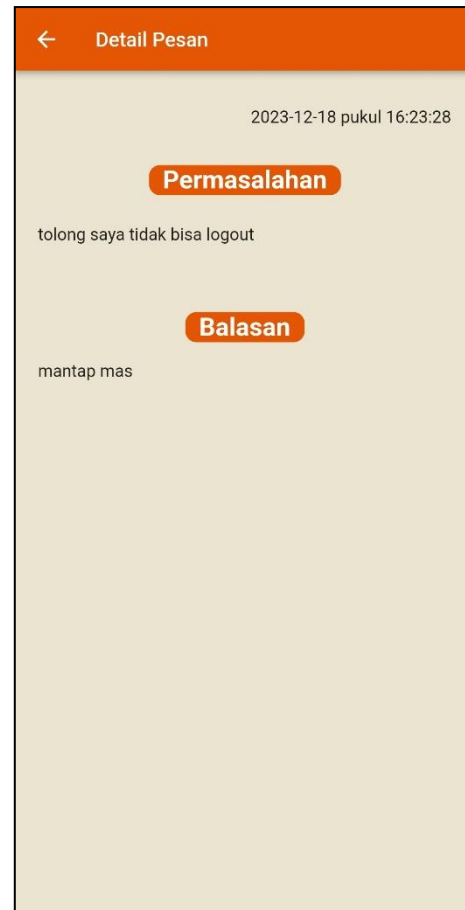 Detail Pesan
2023-12-18 pukul 16:23:28
Permasalahan
tolong saya tidak bisa logout
Balasan
mantap mas